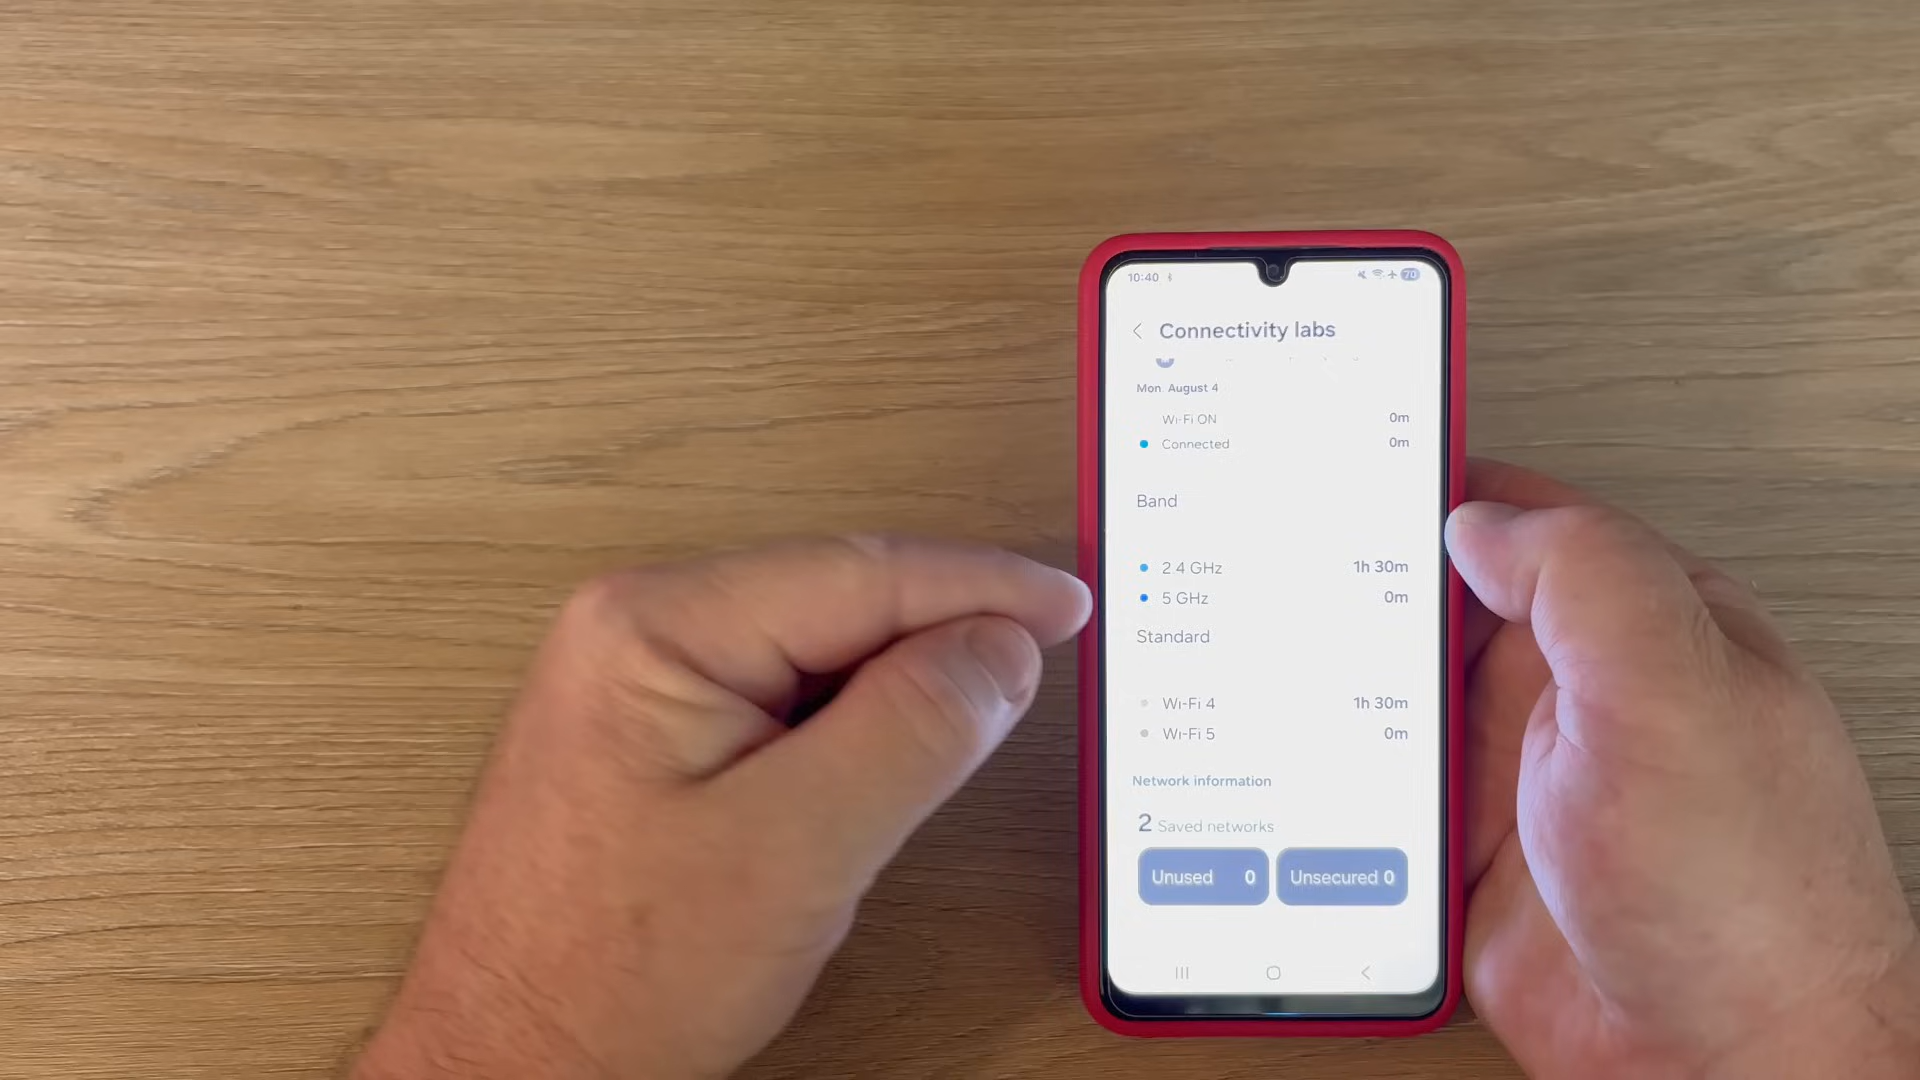 10:40
70
Connectivity labs
Mon, August 4
Wi-Fi ON 0m
Connected 0m
Band
2.4 GHz 1h 30m
5 GHz 0m
Standard
Wi-Fi 4 1h 30m
Wi-Fi 5 0m
Network information
2 Saved networks
Unused 0
Unsecured 0